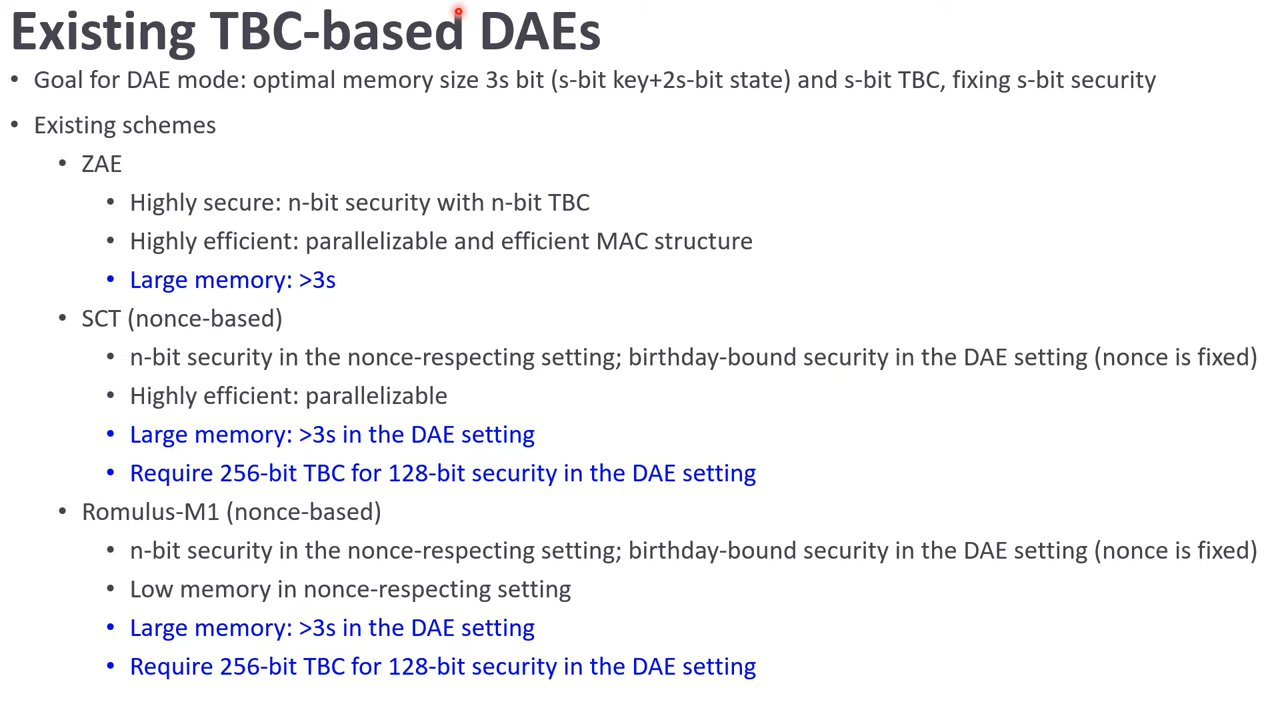 Existing TBC-based DAEs
• Goal for DAE mode: optimal memory size 3s bit (s-bit key+2s-bit state) and s-bit TBC, fixing s-bit security
• Existing schemes
• ZAE
• Highly secure: n-bit security with n-bit TBC
• Highly efficient: parallelizable and efficient MAC structure
• Large memory: >3s
• SCT (nonce-based)
• n-bit security in the nonce-respecting setting; birthday-bound security in the DAE setting (nonce is fixed)
• Highly efficient: parallelizable
• Large memory: >3s in the DAE setting
• Require 256-bit TBC for 128-bit security in the DAE setting
• Romulus-M1 (nonce-based)
• n-bit security in the nonce-respecting setting; birthday-bound security in the DAE setting (nonce is fixed)
• Low memory in nonce-respecting setting
• Large memory: >3s in the DAE setting
• Require 256-bit TBC for 128-bit security in the DAE setting